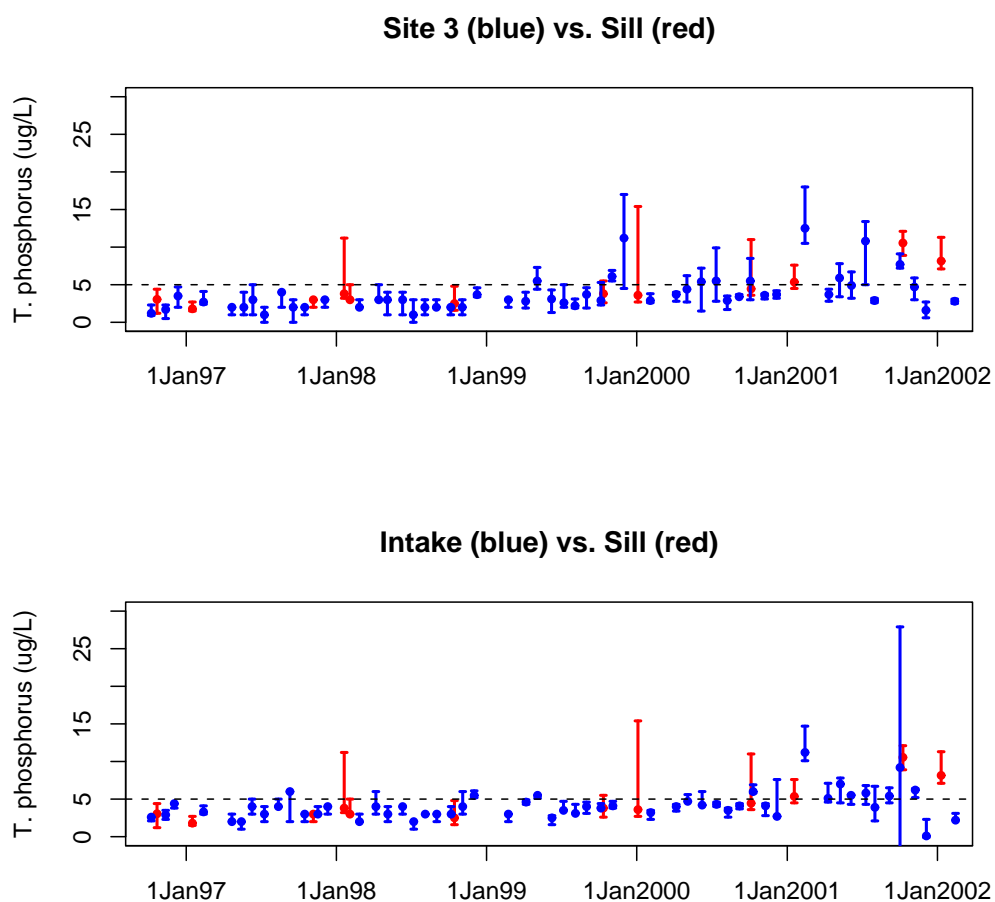 Site 3 (blue) vs. Sill (red)
T. phosphorus (ug/L)
25
15
5
0
1Jan97 1Jan98 1Jan99 1Jan2000 1Jan2001 1Jan2002
Intake (blue) vs. Sill (red)
T. phosphorus (ug/L)
25
15
5
0
1Jan97 1Jan98 1Jan99 1Jan2000 1Jan2001 1Jan2002